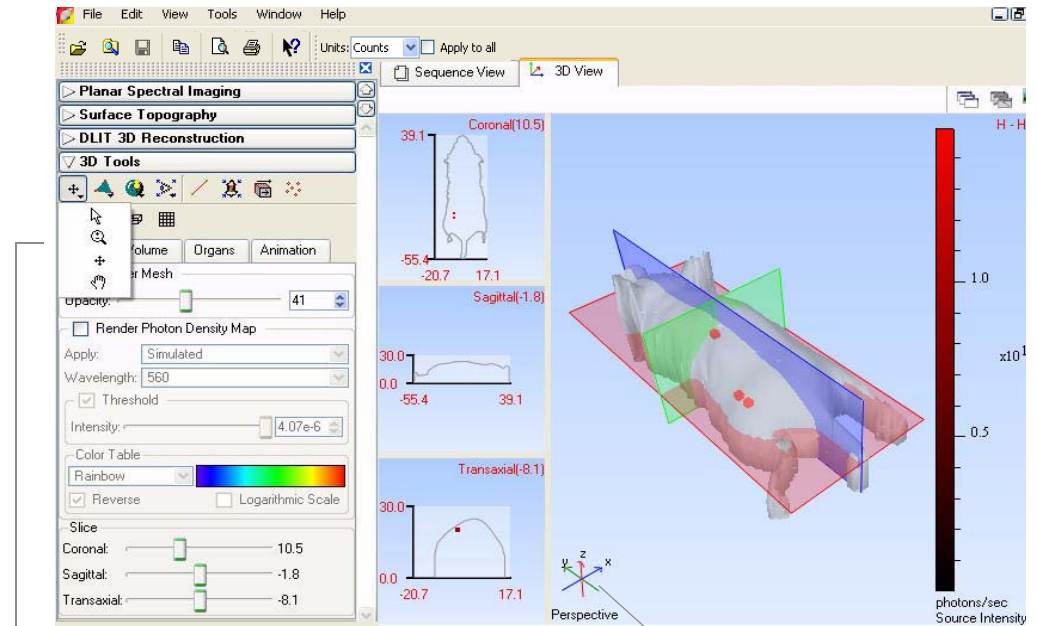 File Edit View Tools Window Help
Units: Counts Apply to all
Planar Spectral Imaging
Surface Topography
DLIT 3D Reconstruction
3D Tools
Organs Animation
Mesh
Opacity: 41
Render Photon Density Map
Apply: Simulated
Wavelength: 560
Threshold
Intensity: 4.07e-6
Color Table
Rainbow
Reverse Logarithmic Scale
Slice
Coronal: 10.5
Sagittal: -1.8
Transaxial: -8.1
Sequence View 3D View
Coronal(10.5)
39.1
-55.4
-20.7 17.1
Sagittal(-1.8)
30.0
0.0
-55.4 39.1
Transaxial(-8.1)
30.0
0.0
-20.7 17.1
H - H
1.0
x10
1
0.5
z
y x
Perspective
photons/sec
Source Intensity